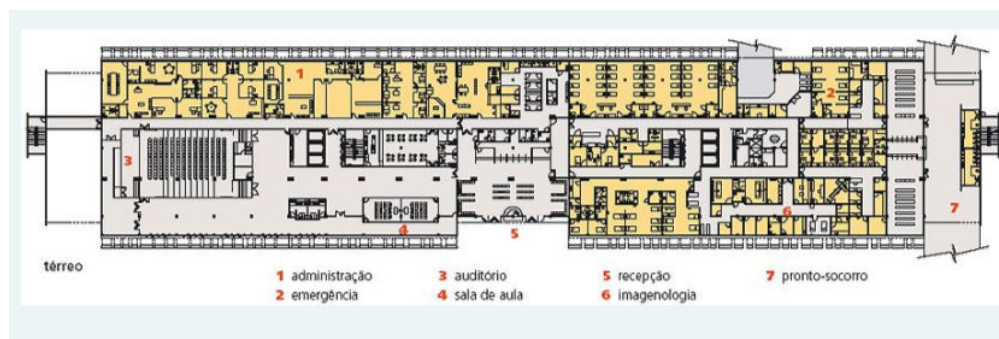 1
2
3
6
7
4
5
térreo
1 administração
3 auditório
5 recepção
7 pronto-socorro
2 emergência
4 sala de aula
6 imagenologia